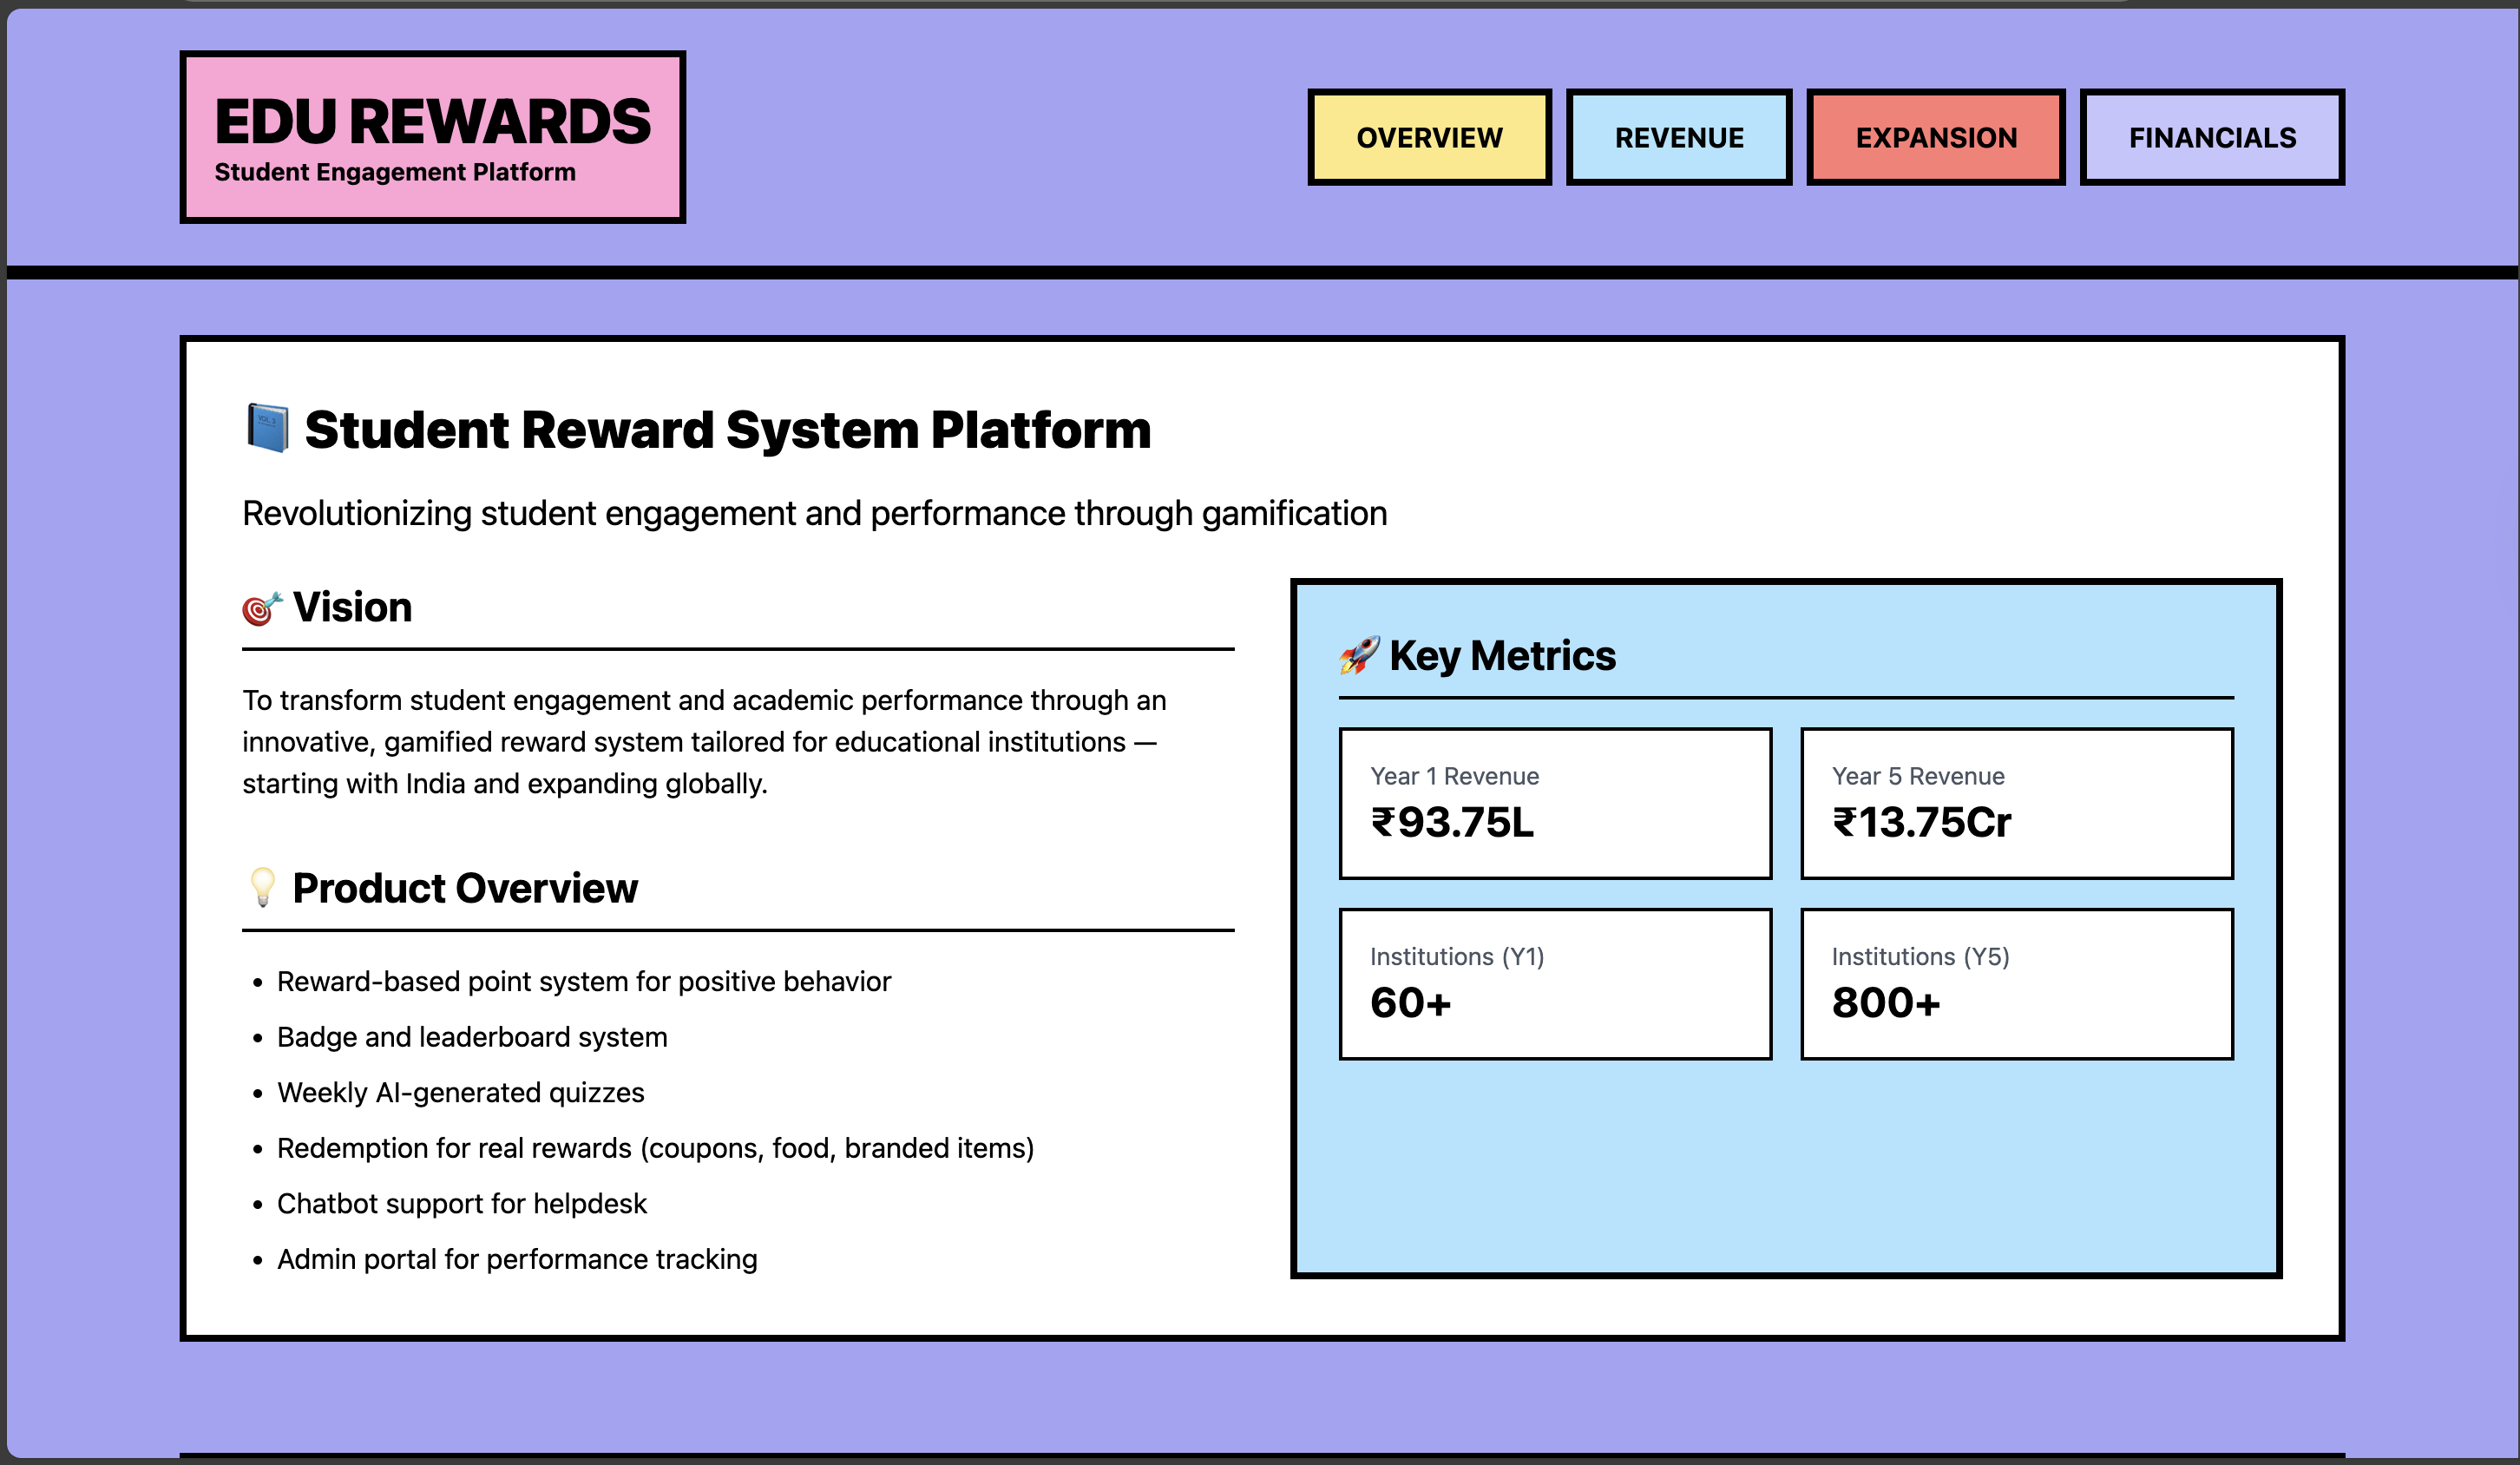 EDU REWARDS
Student Engagement Platform
OVERVIEW
REVENUE
EXPANSION
FINANCIALS
Student Reward System Platform
Revolutionizing student engagement and performance through gamification
Vision
To transform student engagement and academic performance through an
innovative, gamified reward system tailored for educational institutions —
starting with India and expanding globally.
Product Overview
• Reward-based point system for positive behavior
• Badge and leaderboard system
• Weekly AI-generated quizzes
• Redemption for real rewards (coupons, food, branded items)
• Chatbot support for helpdesk
• Admin portal for performance tracking
Key Metrics
Year 1 Revenue
₹93.75L
Year 5 Revenue
₹13.75Cr
Institutions (Y1)
60+
Institutions (Y5)
800+